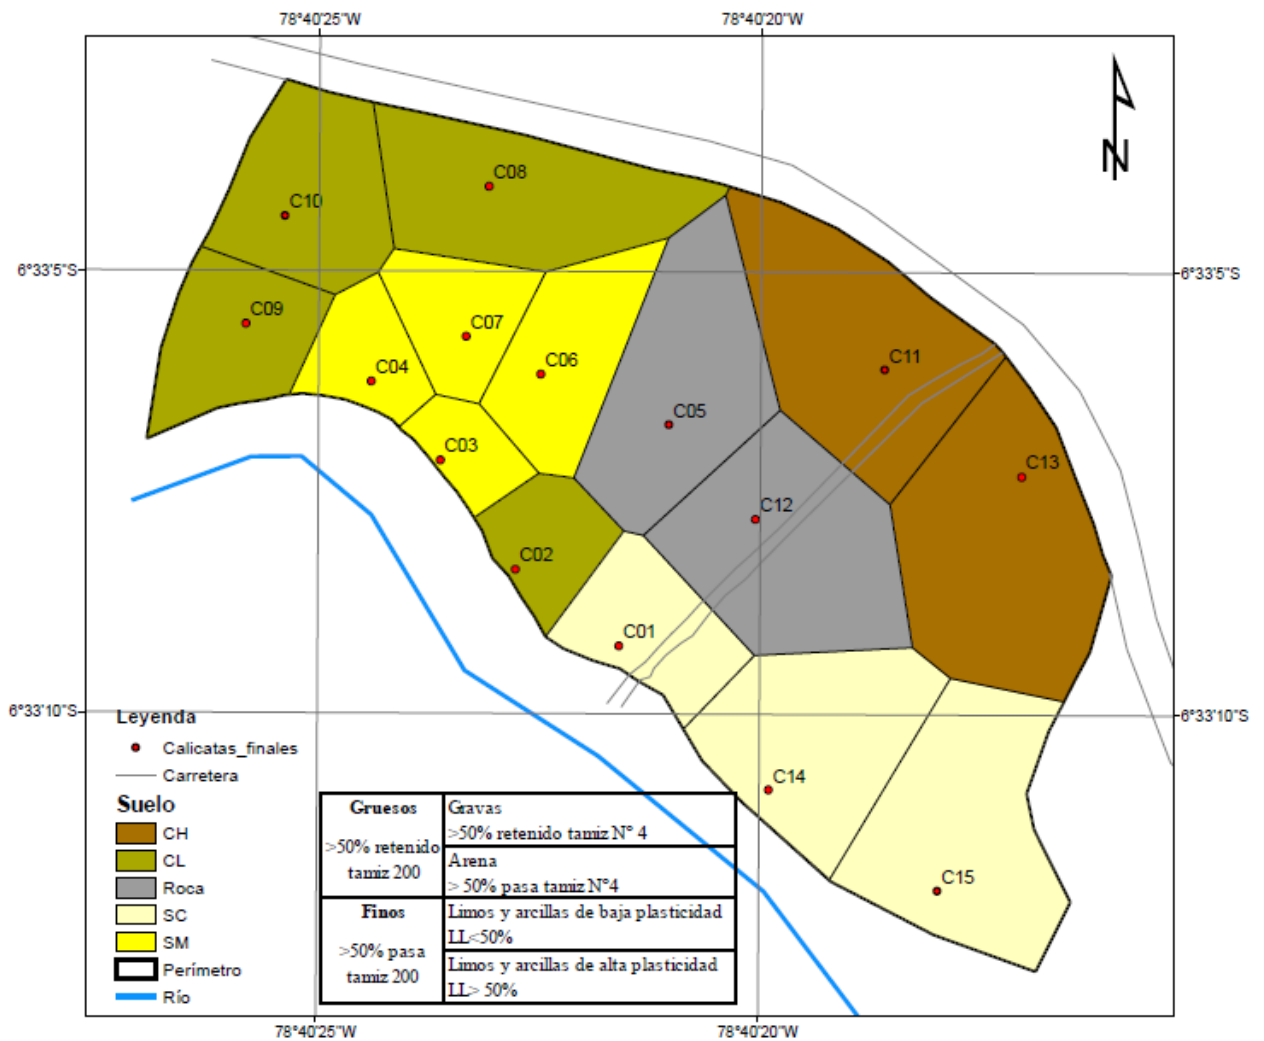 78°40'25"W
78°40'20"W
N
C08
C10
6°33'5"S
6°33'5"S
C09
C07
C04
C06
C11
C05
C03
C13
C12
C02
C01
6°33'10"S
6°33'10"S
C14
C15
Leyenda
Calicatas_finales
Carretera
Suelo
CH
CL
Roca
SC
SM
Perímetro
Río
Gruesos
>50% retenido
tamiz 200
Gravas
>50% retenido tamiz N° 4
Arena
> 50% pasa tamiz N°4
Finos
>50% pasa
tamiz 200
Limos y arcillas de baja plasticidad
LL<50%
Limos y arcillas de alta plasticidad
LL> 50%
78°40'25"W
78°40'20"W